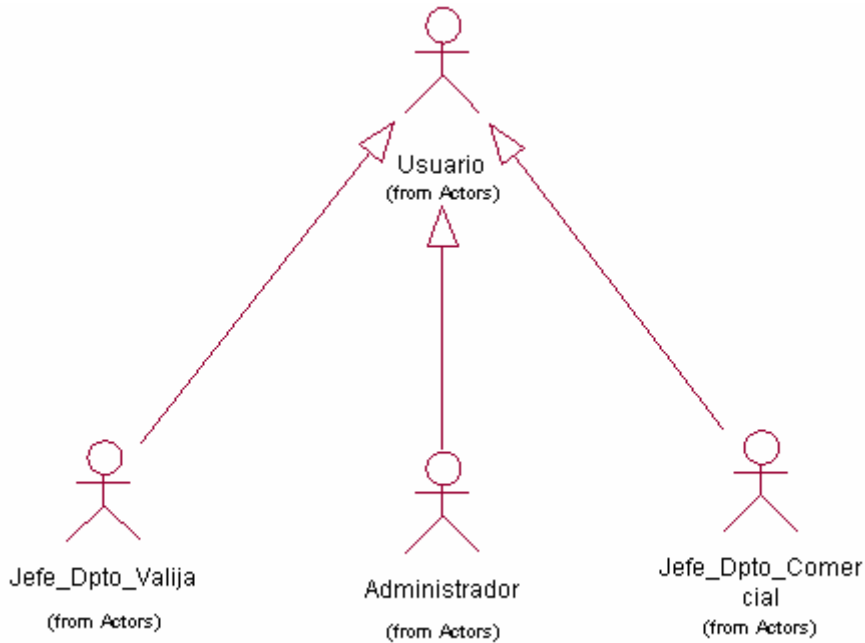 Usuario
(from Actors)
Jefe_Dpto_Valija
(from Actors)
Administrador
(from Actors)
Jefe_Dpto_Comer
cial
(from Actors)